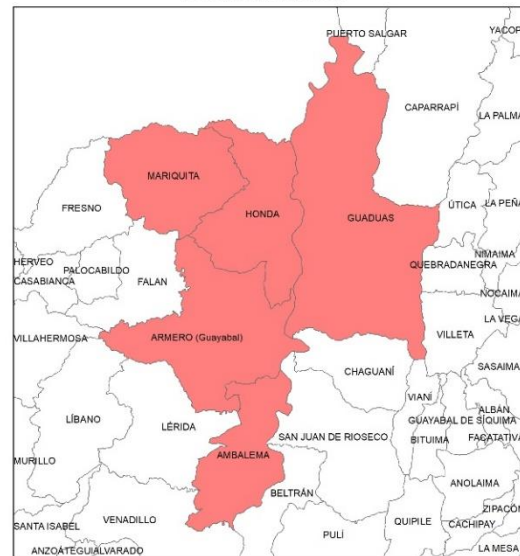 PUERTO SALGAR
YACOPÍ
CAPARRAPÍ
LA PALMA
MARIQUITA
FRESNO
HONDA
GUADUAS
ÚTICA
LA PEÑA
HERVEO
PALOCABILDO
CASABIANCA
FALAN
NIMAIMA
QUEBRADANEGRA
NOCAIMA
LA VEGA
VILLAHERMOSA
ARMERO (Guayabal)
VILLETA
SASAIMA
CHAGUANÍ
VIANÍ
ALBÁN
GUAYABAL DE SÍQUIMA
LÍBANO
LÉRIDA
SAN JUAN DE RIOSECO
BITUIMA
FACATATIVA
MURILLO
AMBALEMA
ANOLAIMA
BELTRÁN
ZIPACÓN
SANTA ISABEL
VENADILLO
PULÍ
QUIPILE
CACHIPAY
ANZOÁTEGUI
ALVARADO
LA MESA